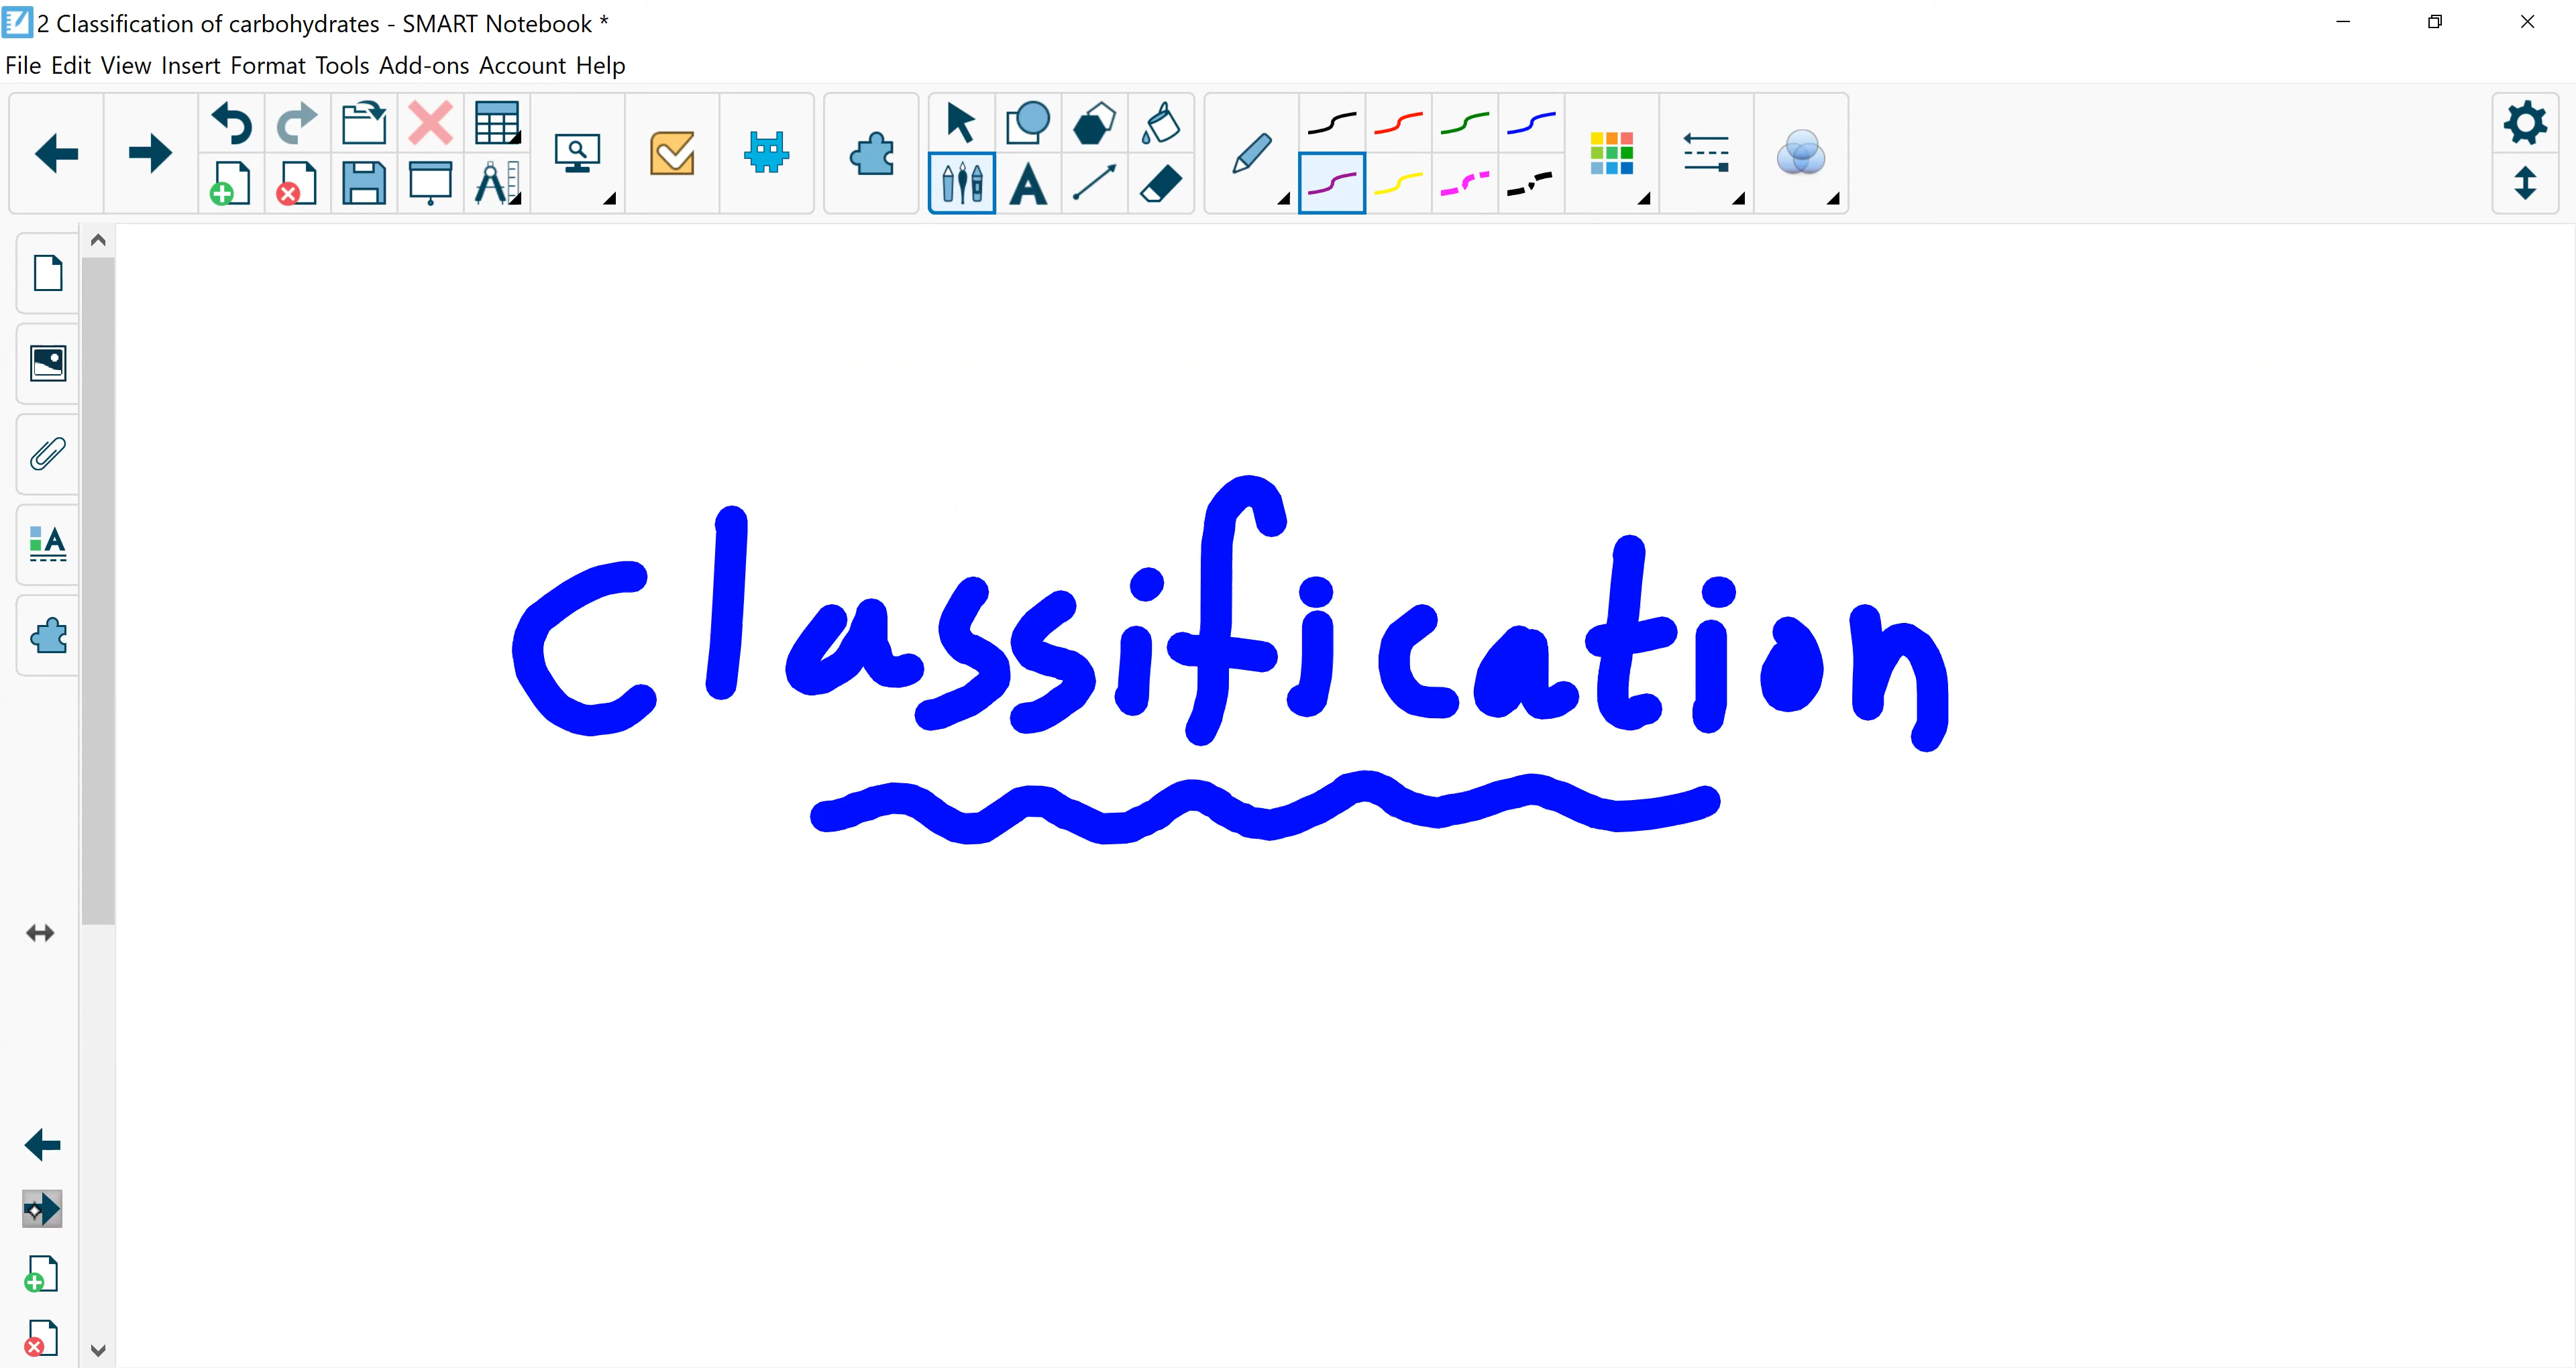 2 Classification of carbohydrates - SMART Notebook *
File Edit View Insert Format Tools Add-ons Account Help
Classification